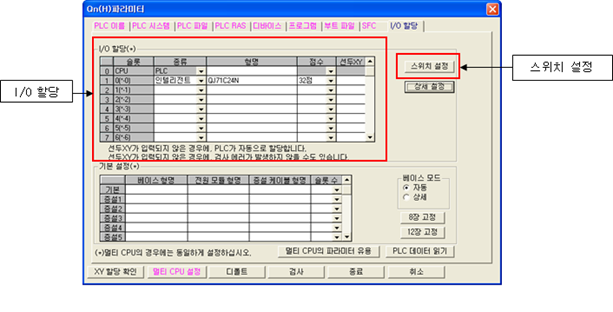 Qn(H)파라미터
PLC 이름 PLC 시스템 PLC 파일 PLC RAS 디바이스 프로그램 부트 파일 SFC I/O 할당
I/O 할당(*)
슬롯 종류 형명 점수 선두XY
0 CPU PLC
1 0(*-0) 인텔리전트 QJ71C24N 32점
2 1(*-1)
3 2(*-2)
4 3(*-3)
5 4(*-4)
6 5(*-5)
7 6(*-6)
선두XY가 입력되지 않은 경우에, PLC가 자동으로 할당합니다.
선두XY가 입력되지 않은 경우에, 검사 에러가 발생하지 않을 수도 있습니다.
스위치 설정
상세 설정
I/O 할당
스위치 설정
기본 설정(*)
베이스 형명 전원 모듈 형명 증설 케이블 형명 슬롯 수
기본
증설1
증설2
증설3
증설4
증설5
베이스 모드
자동
상세
8장 고정
12장 고정
(*)멀티 CPU의 경우에는 동일하게 설정하십시오.
멀티 CPU의 파라미터 유용
PLC 데이터 읽기
XY 할당 확인 멀티 CPU 설정 디폴트 검사 종료 취소